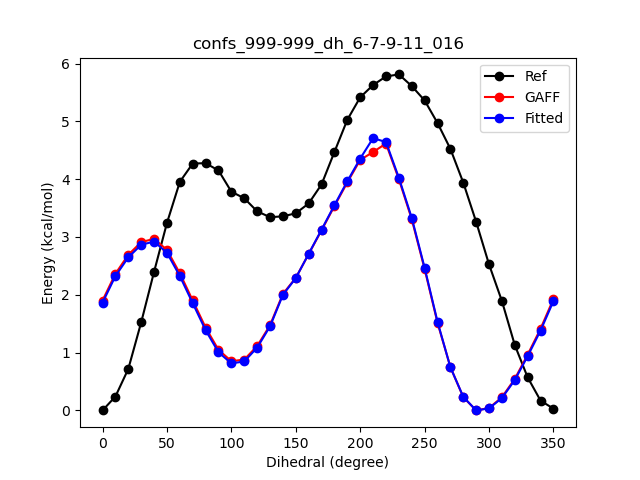 confs_999-999_dh_6-7-9-11_016
Ref
GAFF
Fitted
Energy (kcal/mol)
6
5
4
3
2
1
0
0 50 100 150 200 250 300 350
Dihedral (degree)